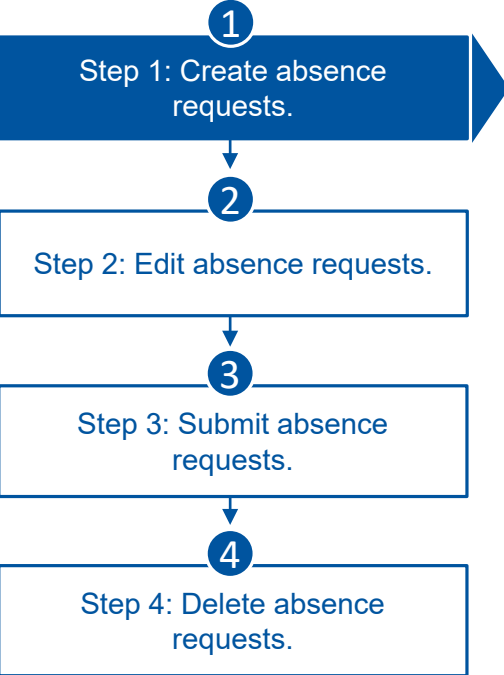 1
Step 1: Create absence
requests.
2
Step 2: Edit absence requests.
3
Step 3: Submit absence
requests.
4
Step 4: Delete absence
requests.